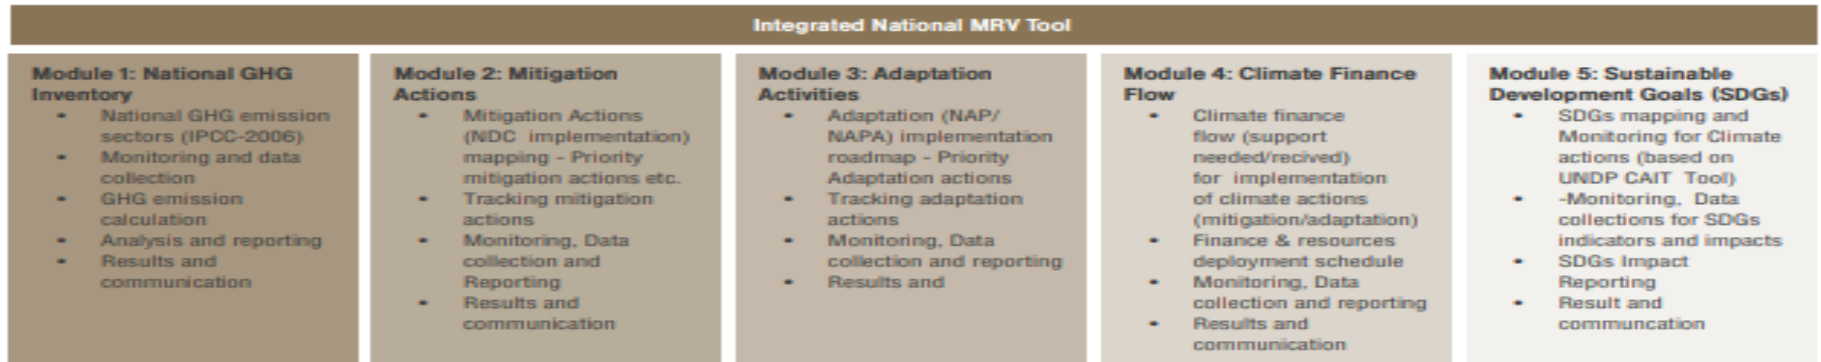 Integrated National MRV Tool
Module 1: National GHG
Inventory
• National GHG emission
sectors (IPCC-2006)
• Monitoring and data
collection
• GHG emission
calculation
• Analysis and reporting
• Results and
communication
Module 2: Mitigation
Actions
• Mitigation Actions
(NDC implementation)
mapping - Priority
mitigation actions etc.
• Tracking mitigation
actions
• Monitoring, Data
collection and
Reporting
• Results and
communication
Module 3: Adaptation
Activities
• Adaptation (NAP/
NAPA) implementation
roadmap - Priority
Adaptation actions
• Tracking adaptation
actions
• Monitoring, Data
collection and reporting
• Results and
Module 4: Climate Finance
Flow
• Climate finance
flow (support
needed/recived)
for implementation
of climate actions
(mitigation/adaptation)
• Finance & resources
deployment schedule
• Monitoring, Data
collection and reporting
• Results and
communication
Module 5: Sustainable
Development Goals (SDGs)
• SDGs mapping and
Monitoring for Climate
actions (based on
UNDP CAIT Tool)
• -Monitoring, Data
collections for SDGs
indicators and impacts
• SDGs Impact
Reporting
• Result and
communcation